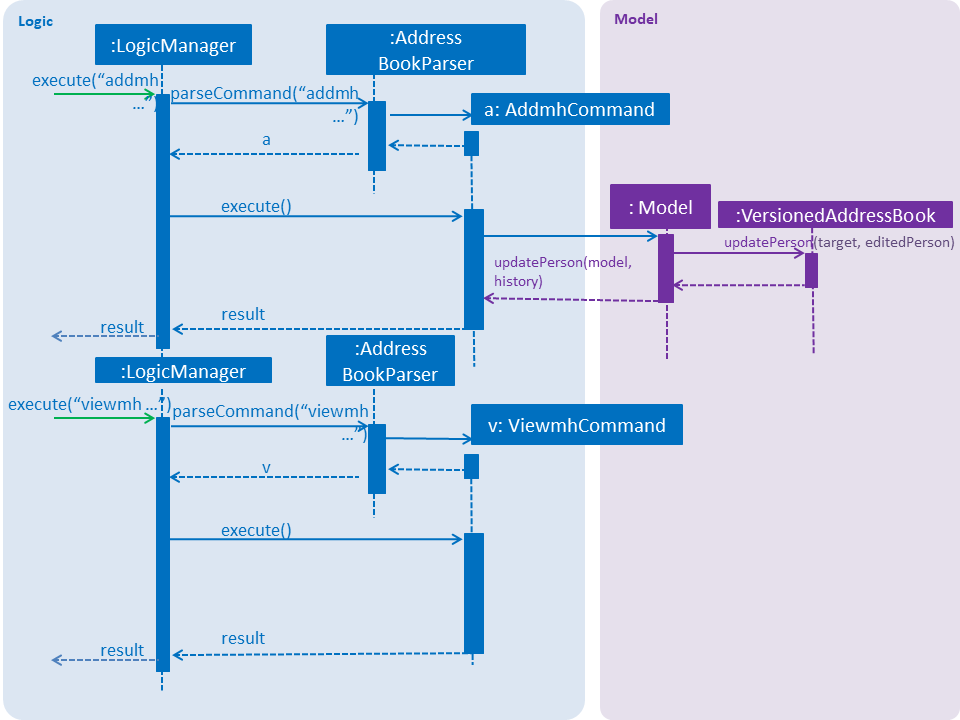 Logic
Model
:LogicManager
:Address
BookParser
execute(“addmh
…”)
parseCommand(“addmh
…”)
a: AddmhCommand
a
execute()
: Model
:VersionedAddressBook
updatePerson(target, editedPerson)
updatePerson(model,
history)
result
result
:LogicManager
:Address
BookParser
execute(“viewmh …”)
parseCommand(“viewmh
…”)
v: ViewmhCommand
v
execute()
result
result